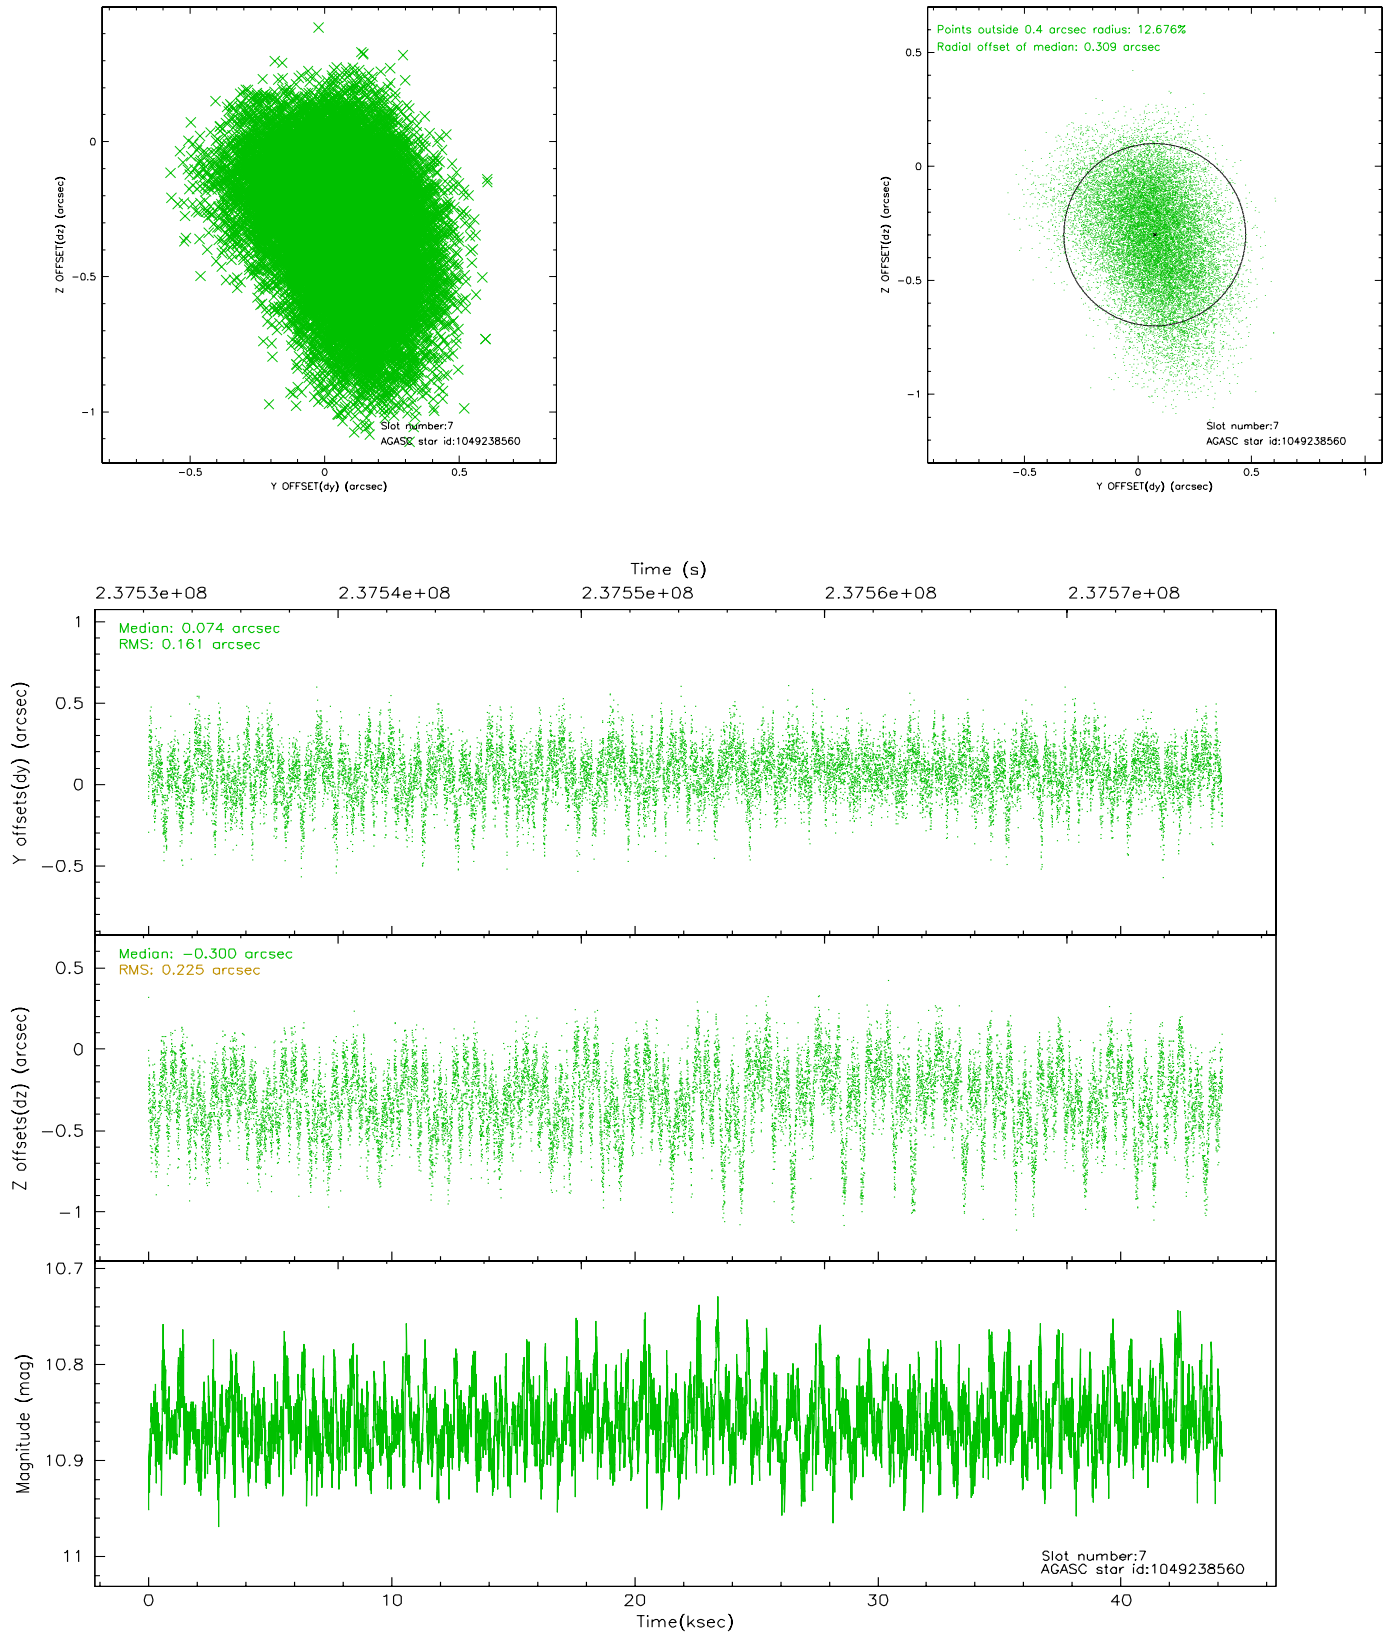 0
−0.5
−1
Z OFFSET(dz) (arcsec)
−0.5
0
0.5
Y OFFSET(dy) (arcsec)
Slot number:7
AGASC star id:1049238560
Points outside 0.4 arcsec radius: 12.676%
Radial offset of median: 0.309 arcsec
0.5
0
−0.5
−1
Z OFFSET(dz) (arcsec)
−0.5
0
0.5
1
Y OFFSET(dy) (arcsec)
Slot number:7
AGASC star id:1049238560
Time (s)
2.3753e+08
2.3754e+08
2.3755e+08
2.3756e+08
2.3757e+08
Median: 0.074 arcsec
RMS: 0.161 arcsec
1
0.5
0
−0.5
Y offsets(dy) (arcsec)
Median: −0.300 arcsec
RMS: 0.225 arcsec
0.5
0
−0.5
−1
Z offsets(dz) (arcsec)
10.7
10.8
10.9
11
Magnitude (mag)
Slot number:7
AGASC star id:1049238560
0
10
20
30
40
Time(ksec)